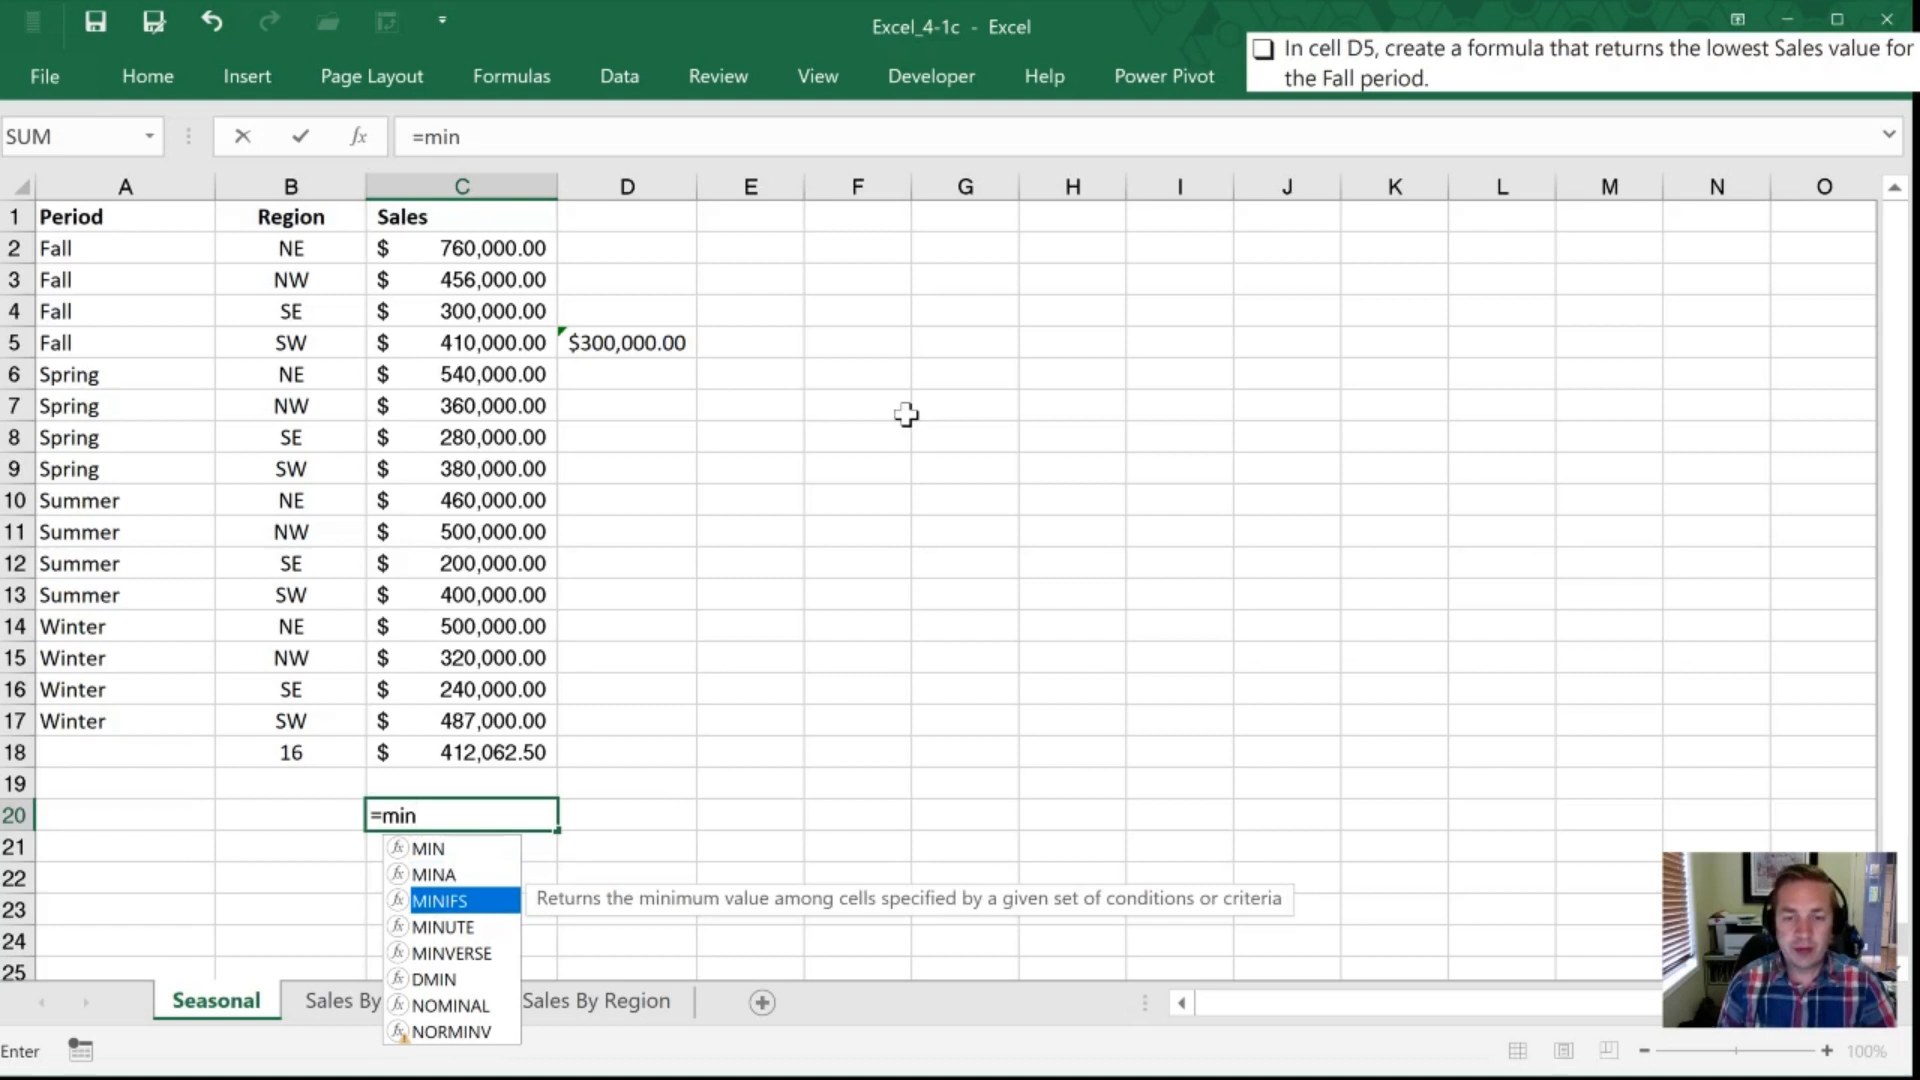 Excel_4-1c - Excel
In cell D5, create a formula that returns the lowest Sales value for
the Fall period.
File Home Insert Page Layout Formulas Data Review View Developer Help Power Pivot
SUM fx =min
A B C D E F G H I J K L M N O
1 Period Region Sales
2 Fall NE $ 760,000.00
3 Fall NW $ 456,000.00
4 Fall SE $ 300,000.00
5 Fall SW $ 410,000.00 $300,000.00
6 Spring NE $ 540,000.00
7 Spring NW $ 360,000.00
8 Spring SE $ 280,000.00
9 Spring SW $ 380,000.00
10 Summer NE $ 460,000.00
11 Summer NW $ 500,000.00
12 Summer SE $ 200,000.00
13 Summer SW $ 400,000.00
14 Winter NE $ 500,000.00
15 Winter NW $ 320,000.00
16 Winter SE $ 240,000.00
17 Winter SW $ 487,000.00
18 16 $ 412,062.50
19
20 =min
21 fx MIN
22 fx MINA
23 fx MINIFS Returns the minimum value among cells specified by a given set of conditions or criteria
24 fx MINUTE
25 fx MINVERSE
fx DMIN
Seasonal Sales By fx NOMINAL Sales By Region
fx NORMINV
Enter 100%